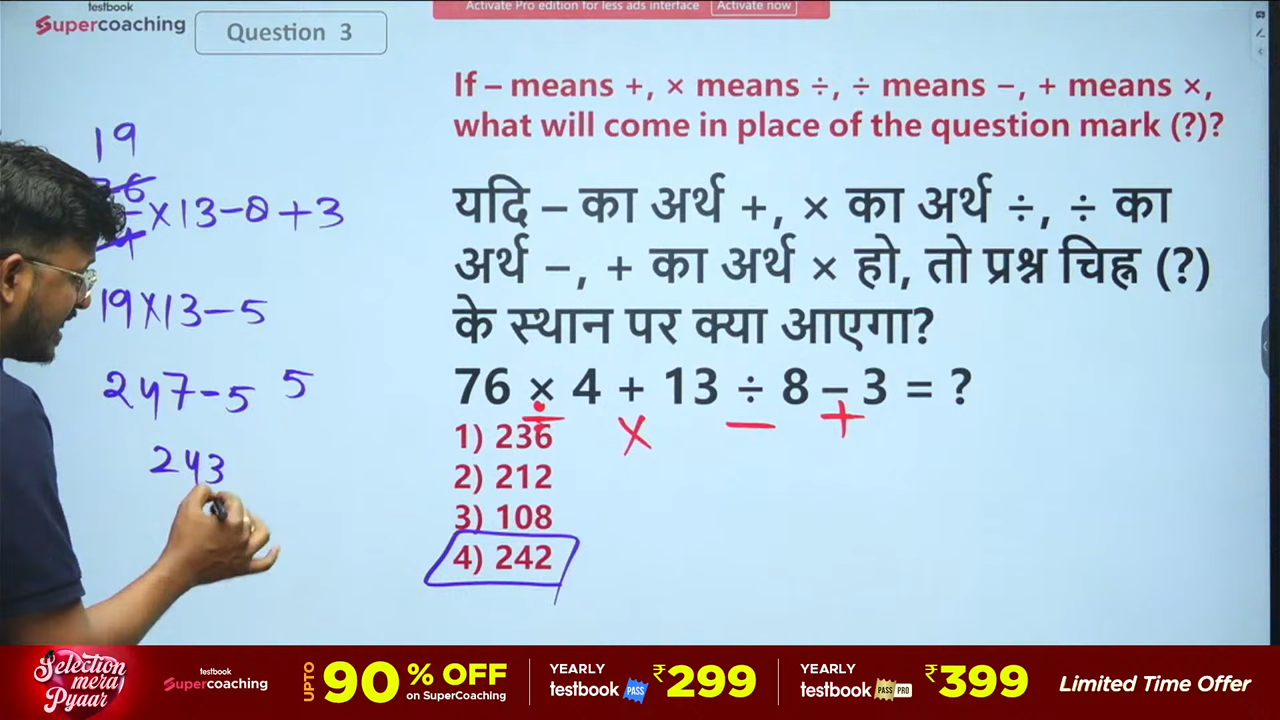 testbook
Supercoaching
Question 3
Activate Pro edition for less ads interface
Activate now
If – means +, × means ÷, ÷ means −, + means ×,
what will come in place of the question mark (?)?
यदि – का अर्थ +, × का अर्थ ÷, ÷ का
अर्थ −, + का अर्थ × हो, तो प्रश्न चिह्न (?)
के स्थान पर क्या आएगा?
76 × 4 + 13 ÷ 8 – 3 = ?
÷ × − +
1) 236
2) 212
3) 108
4) 242
19
×13-8+3
19×13-5
247-5 5
243
Selection
mera
Pyaar
testbook
Supercoaching
UPTO
90% OFF
on SuperCoaching
YEARLY
testbook PASS
₹299
YEARLY
testbook PASS PRO
₹399
Limited Time Offer